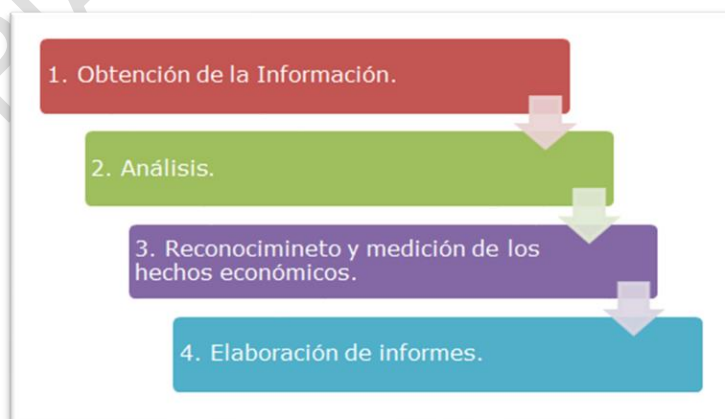 1. Obtención de la Información.
2. Análisis.
3. Reconocimineto y medición de los
hechos económicos.
4. Elaboración de informes.